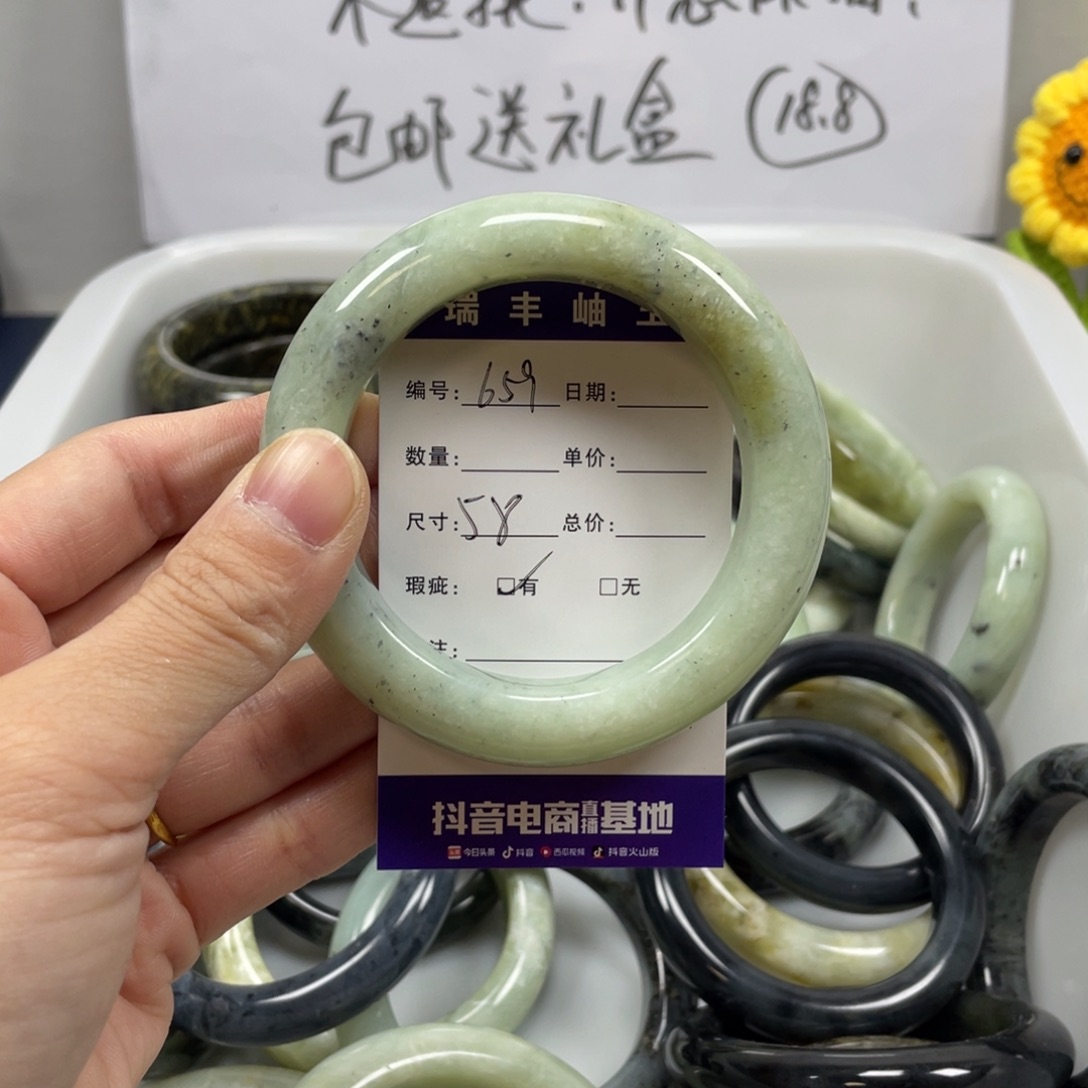 包邮送礼盒 18.8
瑞丰岫玉
编号: 659 日期:
数量: 单价:
尺寸: 58 总价:
瑕疵: 有 无
注:
抖音电商直播基地
今日头条 抖音 西瓜视频 抖音火山版